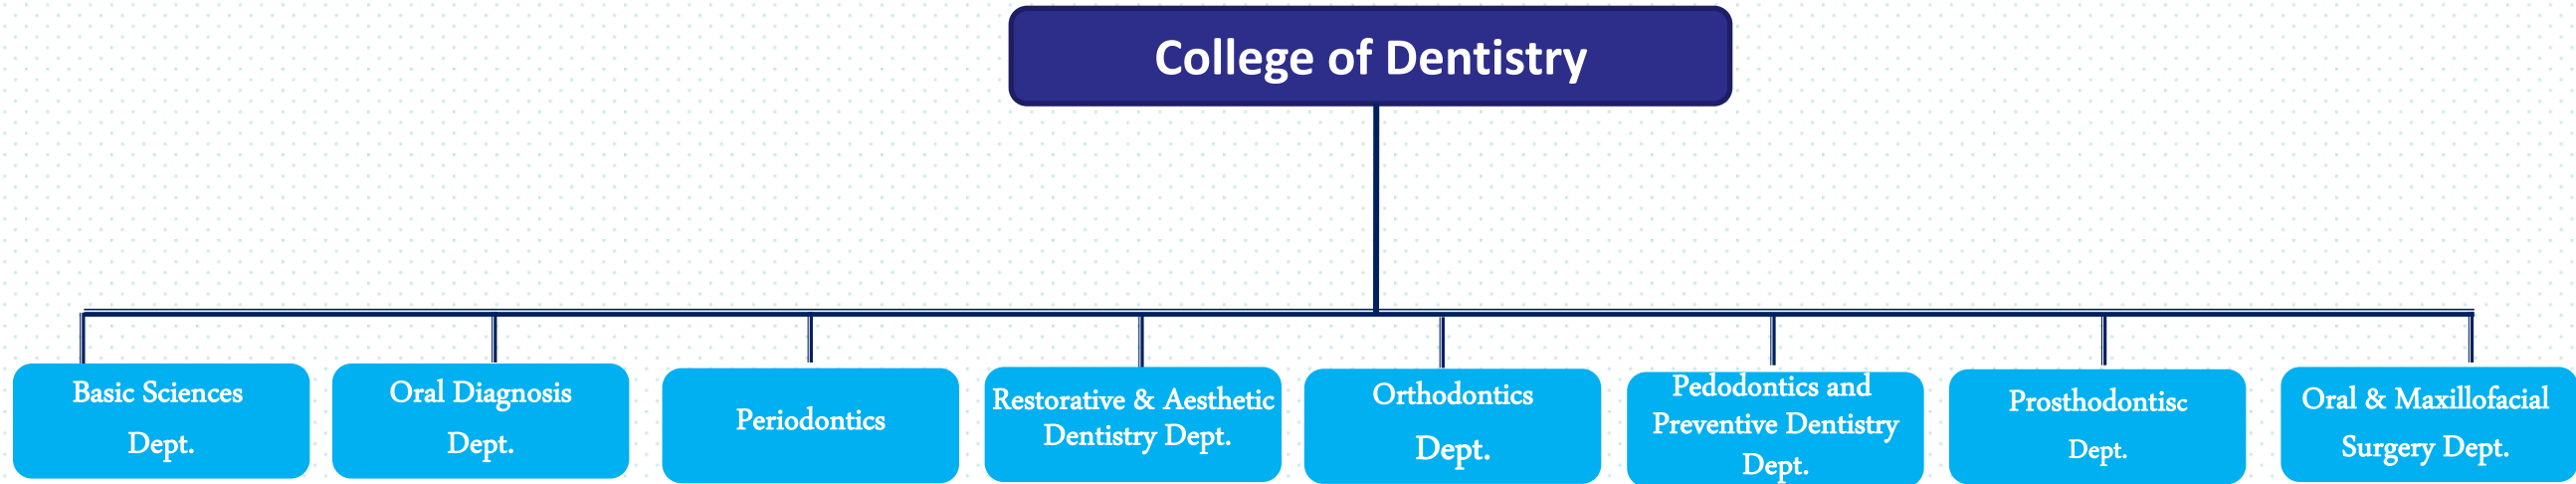 College of Dentistry
Basic Sciences
Dept.
Oral Diagnosis
Dept.
Periodontics
Restorative & Aesthetic
Dentistry Dept.
Orthodontics
Dept.
Pedodontics and
Preventive Dentistry
Dept.
Prosthodontisc
Dept.
Oral & Maxillofacial
Surgery Dept.